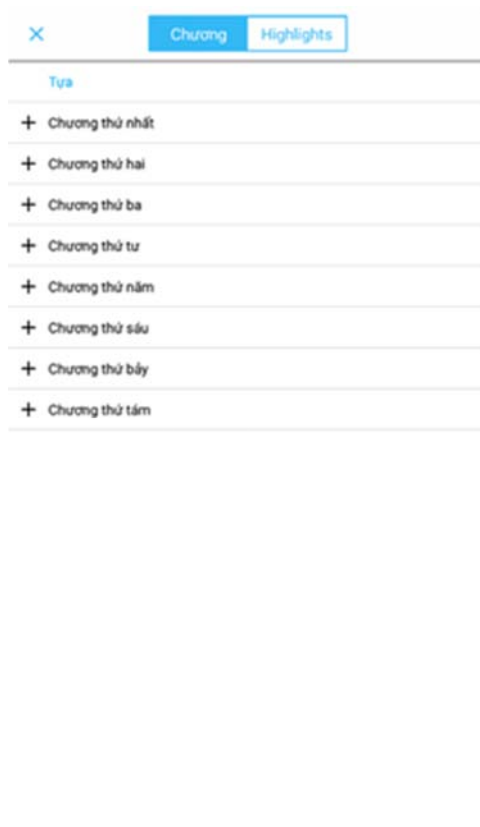 Chương Highlights
Tựa
Chương thứ nhất
Chương thứ hai
Chương thứ ba
Chương thứ tư
Chương thứ năm
Chương thứ sáu
Chương thứ bảy
Chương thứ tám